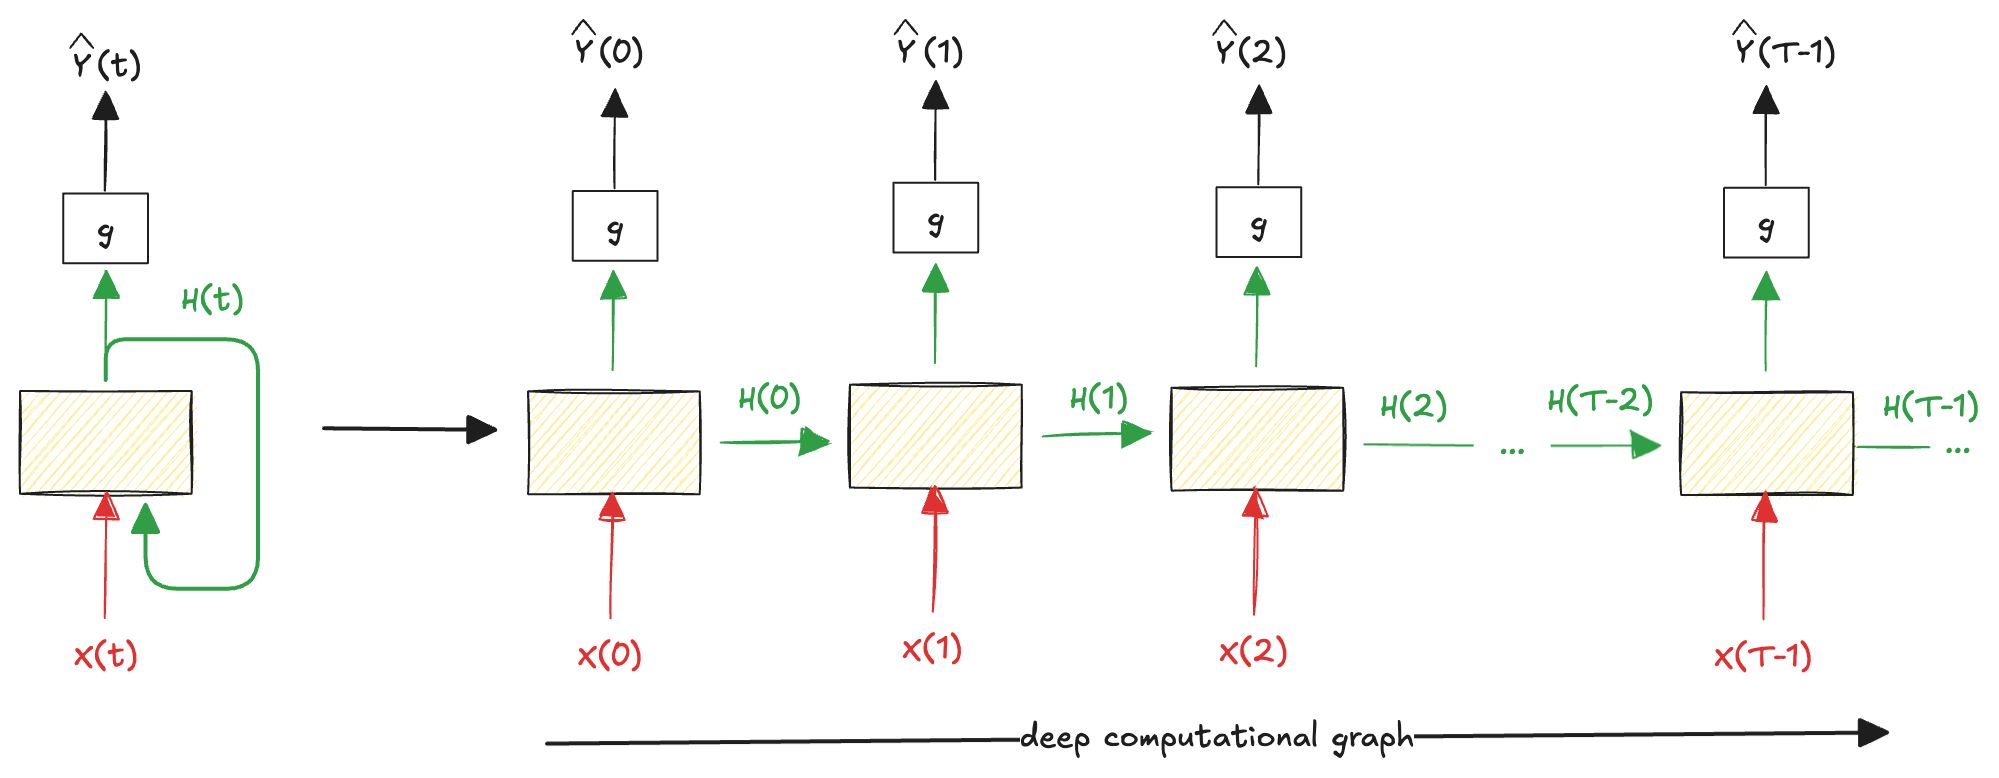 Ŷ(t) Ŷ(0) Ŷ(1) Ŷ(2) Ŷ(T-1)
g g g g g
H(t)
H(0) H(1) H(2) ... H(T-2) H(T-1) ...
X(t) X(0) X(1) X(2) X(T-1)
deep computational graph